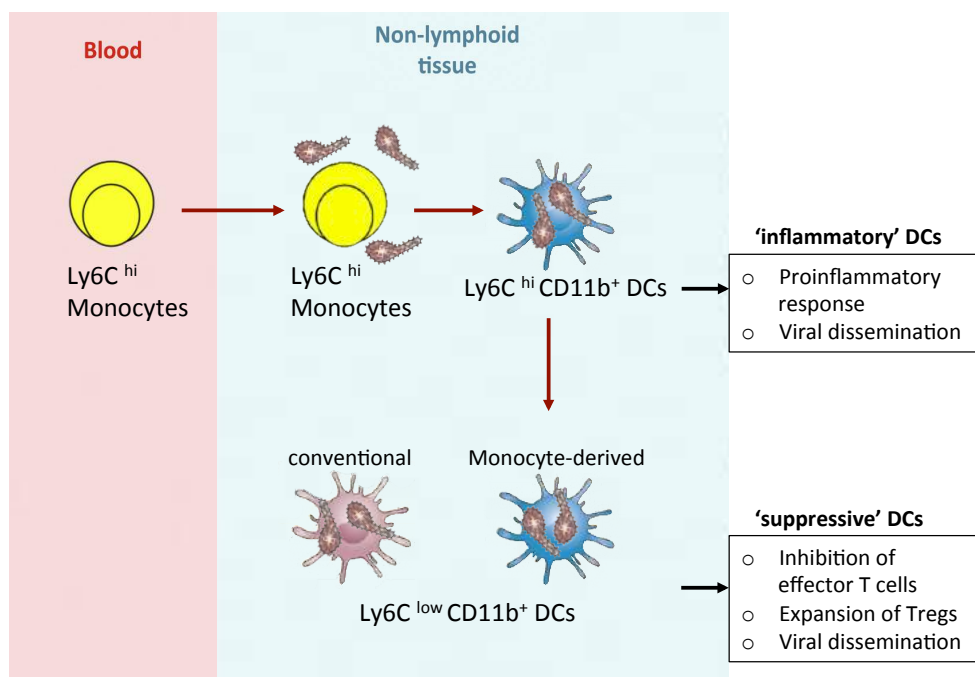 Blood
Non-lymphoid
tissue
Ly6C hi
Monocytes
Ly6C hi
Monocytes
Ly6C hi CD11b+ DCs
'inflammatory' DCs
o Proinflammatory
response
o Viral dissemination
conventional
Monocyte-derived
Ly6C low CD11b+ DCs
'suppressive' DCs
o Inhibition of
effector T cells
o Expansion of Tregs
o Viral dissemination